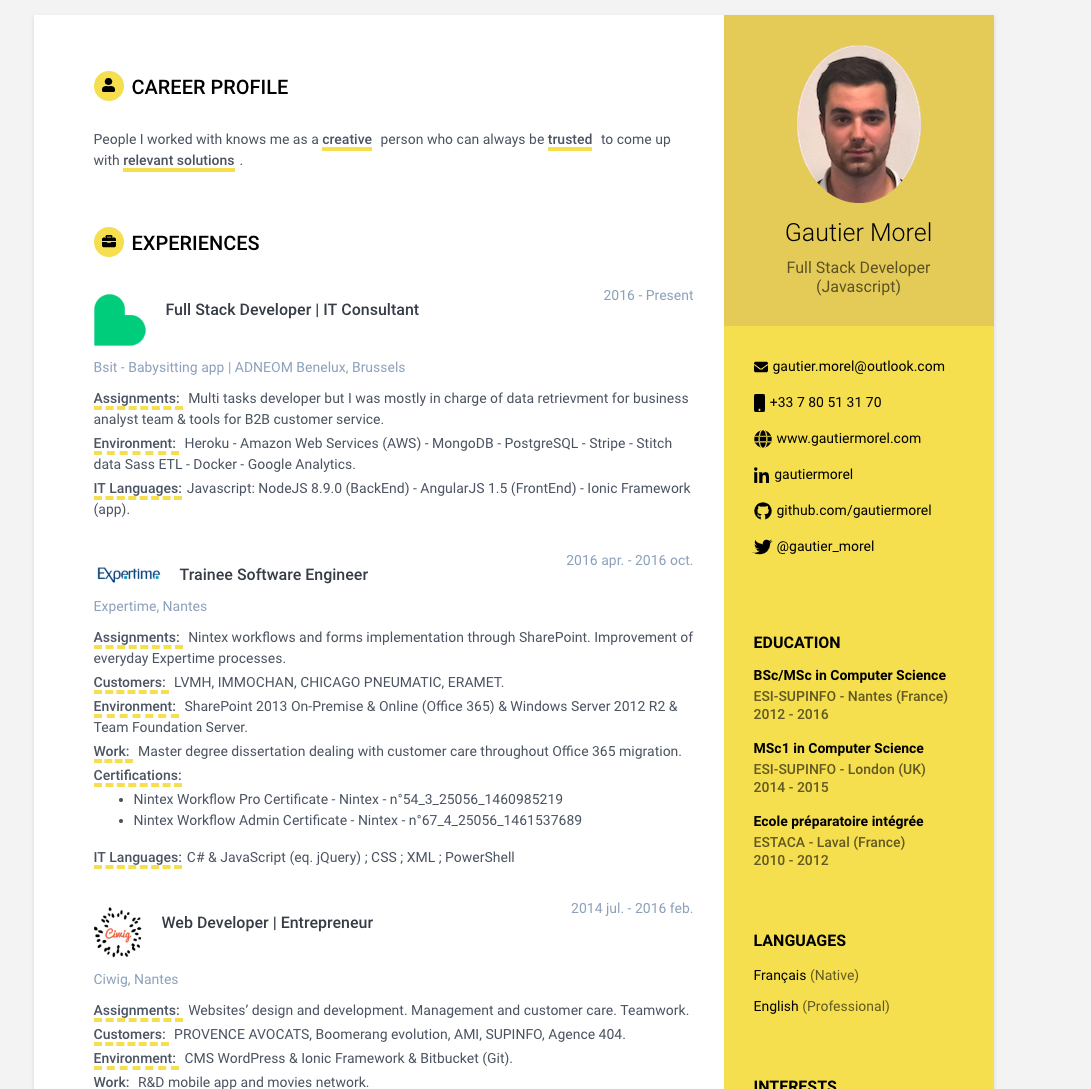 CAREER PROFILE
People I worked with knows me as a creative person who can always be trusted to come up
with relevant solutions .
EXPERIENCES
2016 - Present
Full Stack Developer | IT Consultant
Bsit - Babysitting app | ADNEOM Benelux, Brussels
Assignments: Multi tasks developer but I was mostly in charge of data retrievment for business
analyst team & tools for B2B customer service.
Environment: Heroku - Amazon Web Services (AWS) - MongoDB - PostgreSQL - Stripe - Stitch
data Sass ETL - Docker - Google Analytics.
IT Languages: Javascript: NodeJS 8.9.0 (BackEnd) - AngularJS 1.5 (FrontEnd) - Ionic Framework
(app).
2016 apr. - 2016 oct.
Expertime Trainee Software Engineer
Expertime, Nantes
Assignments: Nintex workflows and forms implementation through SharePoint. Improvement of
everyday Expertime processes.
Customers: LVMH, IMMOCHAN, CHICAGO PNEUMATIC, ERAMET.
Environment: SharePoint 2013 On-Premise & Online (Office 365) & Windows Server 2012 R2 &
Team Foundation Server.
Work: Master degree dissertation dealing with customer care throughout Office 365 migration.
Certifications:
• Nintex Workflow Pro Certificate - Nintex - n°54_3_25056_1460985219
• Nintex Workflow Admin Certificate - Nintex - n°67_4_25056_1461537689
IT Languages: C# & JavaScript (eq. jQuery) ; CSS ; XML ; PowerShell
2014 jul. - 2016 feb.
Ciwig Web Developer | Entrepreneur
Ciwig, Nantes
Assignments: Websites’ design and development. Management and customer care. Teamwork.
Customers: PROVENCE AVOCATS, Boomerang evolution, AMI, SUPINFO, Agence 404.
Environment: CMS WordPress & Ionic Framework & Bitbucket (Git).
Work: R&D mobile app and movies network.
Gautier Morel
Full Stack Developer
(Javascript)
gautier.morel@outlook.com
+33 7 80 51 31 70
www.gautiermorel.com
gautiermorel
github.com/gautiermorel
@gautier_morel
EDUCATION
BSc/MSc in Computer Science
ESI-SUPINFO - Nantes (France)
2012 - 2016
MSc1 in Computer Science
ESI-SUPINFO - London (UK)
2014 - 2015
Ecole préparatoire intégrée
ESTACA - Laval (France)
2010 - 2012
LANGUAGES
Français (Native)
English (Professional)
INTERESTS